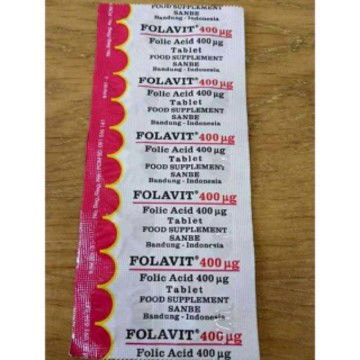 FOOD SUPPLEMENT
SANBE
Bandung - Indonesia
FOLAVIT® 400 µg
Folic Acid 400 µg
Tablet
FOOD SUPPLEMENT
SANBE
Bandung - Indonesia
FOLAVIT® 400 µg
Folic Acid 400 µg
Tablet
FOOD SUPPLEMENT
SANBE
Bandung - Indonesia
FOLAVIT® 400 µg
Folic Acid 400 µg
Tablet
FOOD SUPPLEMENT
SANBE
Bandung - Indonesia
FOLAVIT® 400 µg
Folic Acid 400 µg
Tablet
FOOD SUPPLEMENT
SANBE
Bandung - Indonesia
FOLAVIT® 400 µg
Folic Acid 400 µg
Tablet
FOOD SUPPLEMENT
SANBE
Bandung - Indonesia
FOLAVIT® 400 µg
Folic Acid 400 µg